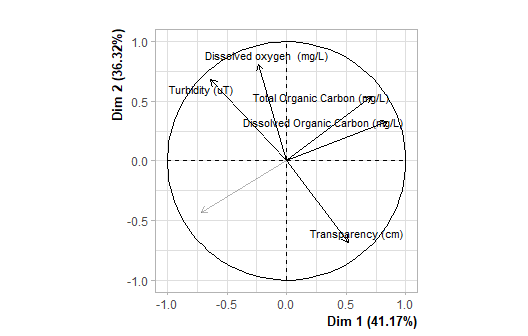 Dissolved oxygen (mg/L)
Turbidity (uT)
Total Organic Carbon (mg/L)
Dissolved Organic Carbon (mg/L)
Transparency (cm)
Dim 2 (36.32%)
1.0
0.5
0.0
-0.5
-1.0
-1.0
-0.5
0.0
0.5
1.0
Dim 1 (41.17%)